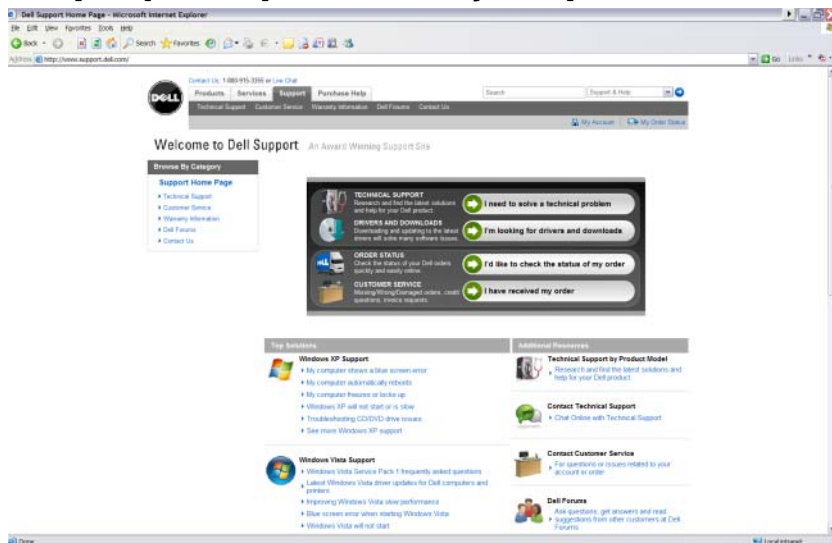 Dell Support Home Page - Microsoft Internet Explorer
File Edit View Favorites Tools Help
Back Search Favorites
Address http://www.support.dell.com/ Go Links
Contact Us: or Live Chat
DELL
Products Services Support Purchase Help
Search Support & Help
Technical Support Customer Service Warranty Information Dell Forums Contact Us
My Account My Order Status
Welcome to Dell Support An Award Winning Support Site
Browse By Category
Support Home Page
Technical Support
Customer Service
Warranty Information
Dell Forums
Contact Us
TECHNICAL SUPPORT
Research and find the latest solutions
and help for your Dell product.
I need to solve a technical problem
DRIVERS AND DOWNLOADS
Downloading and updating to the latest
drivers will solve many software issues.
I'm looking for drivers and downloads
ORDER STATUS
Check the status of your Dell orders
quickly and easily online.
I'd like to check the status of my order
CUSTOMER SERVICE
Missing/Wrong/Damaged orders, credit
questions, invoice requests.
I have received my order
Top Solutions
Windows XP Support
My computer shows a blue screen error
My computer automatically reboots
My computer freezes or locks up
Windows XP will not start or is slow
Troubleshooting CD/DVD drive issues
See more Windows XP support
Windows Vista Support
Windows Vista Service Pack 1 frequently asked questions
Latest Windows Vista driver updates for Dell computers and
printers
Improving Windows Vista slow performance
Blue screen error when starting Windows Vista
Windows Vista will not start
Additional Resources
Technical Support by Product Model
Research and find the latest solutions and
help for your Dell product
Contact Technical Support
Chat Online with Technical Support
Contact Customer Service
For questions or issues related to your
account or order
Dell Forums
Ask questions, get answers and read
suggestions from other customers at Dell
Forums
Done
Local intranet